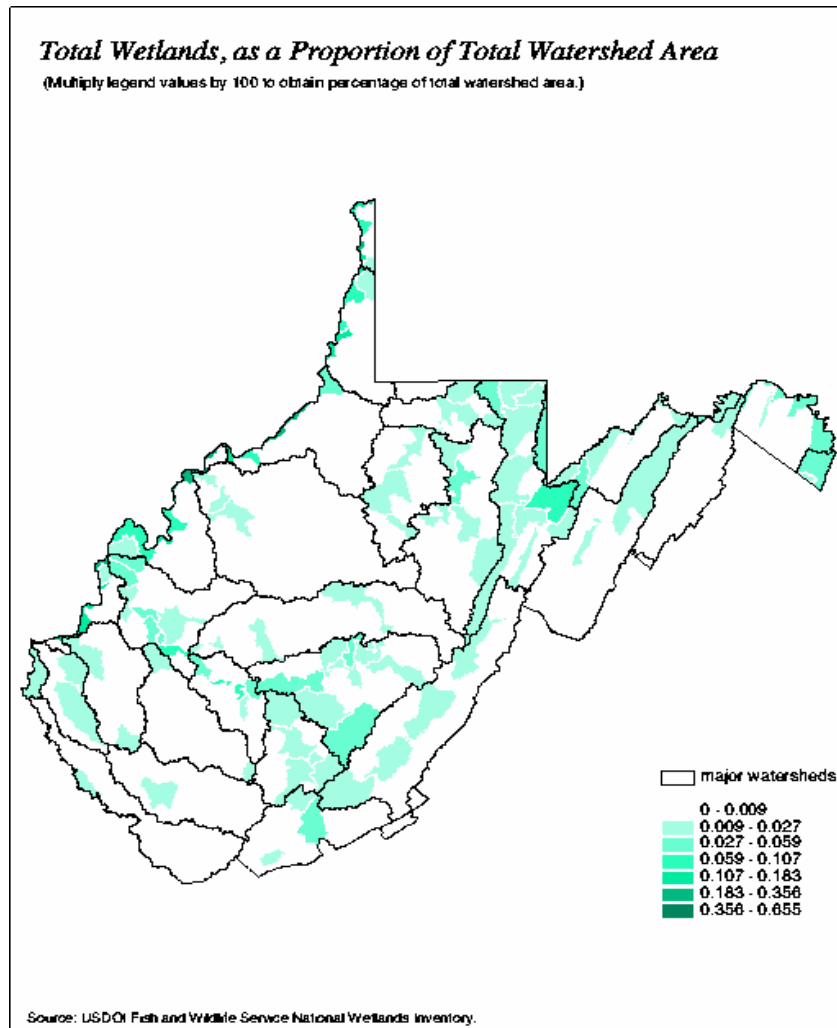 Total Wetlands, as a Proportion of Total Watershed Area
(Multiply legend values by 100 to obtain percentage of total watershed area.)
major watersheds
0 - 0.009
0.009 - 0.027
0.027 - 0.059
0.059 - 0.107
0.107 - 0.183
0.183 - 0.356
0.356 - 0.655
Source: USDOI Fish and Wildlife Service National Wetlands Inventory.